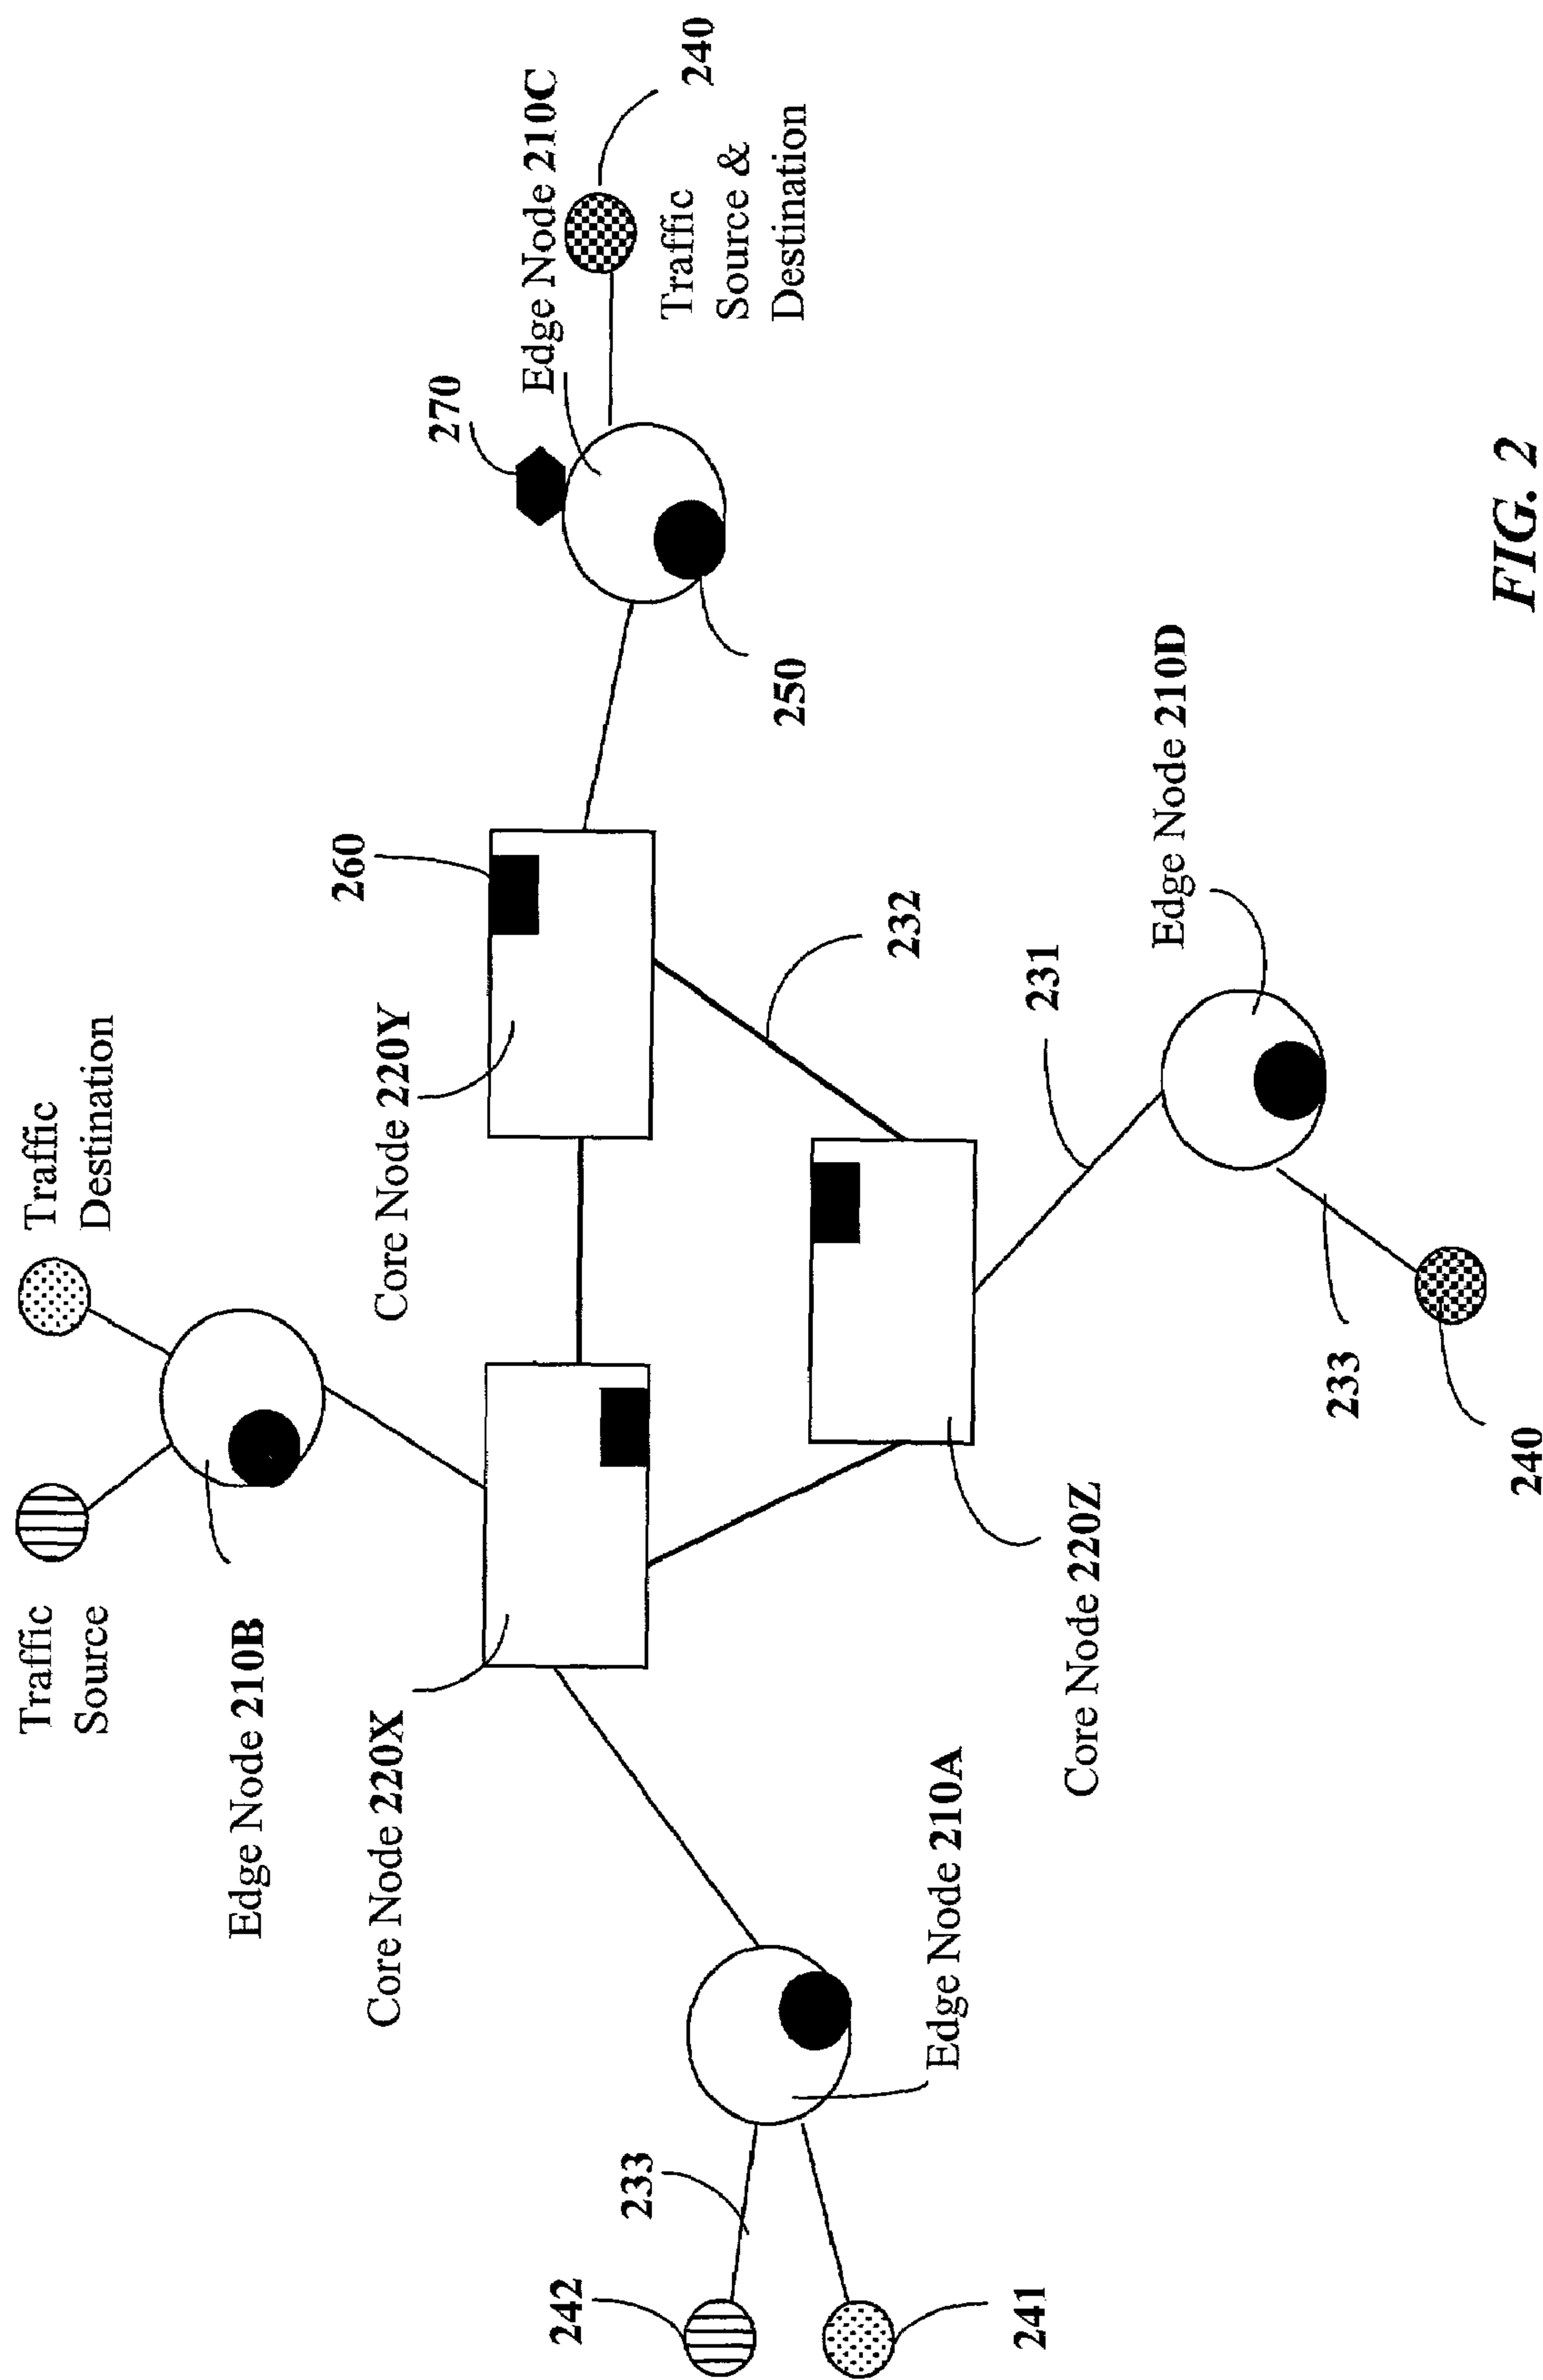 Traffic
Source
Traffic
Destination
Edge Node 210B
260
270
240
Core Node 220X
Core Node 220Y
Edge Node 210C
Traffic
Source &
Destination
242
233
250
232
241
Edge Node 210A
231
Core Node 220Z
Edge Node 210D
233
240
FIG. 2